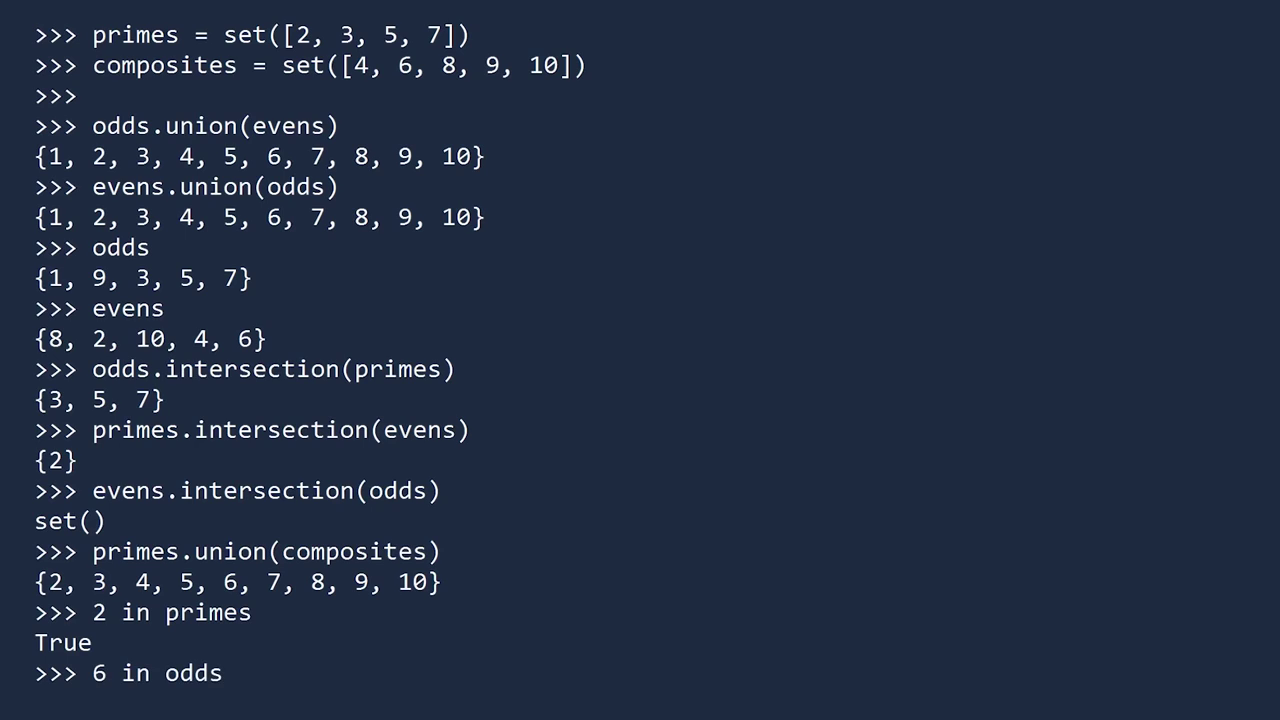 >>> primes = set([2, 3, 5, 7])
>>> composites = set([4, 6, 8, 9, 10])
>>>
>>> odds.union(evens)
{1, 2, 3, 4, 5, 6, 7, 8, 9, 10}
>>> evens.union(odds)
{1, 2, 3, 4, 5, 6, 7, 8, 9, 10}
>>> odds
{1, 9, 3, 5, 7}
>>> evens
{8, 2, 10, 4, 6}
>>> odds.intersection(primes)
{3, 5, 7}
>>> primes.intersection(evens)
{2}
>>> evens.intersection(odds)
set()
>>> primes.union(composites)
{2, 3, 4, 5, 6, 7, 8, 9, 10}
>>> 2 in primes
True
>>> 6 in odds